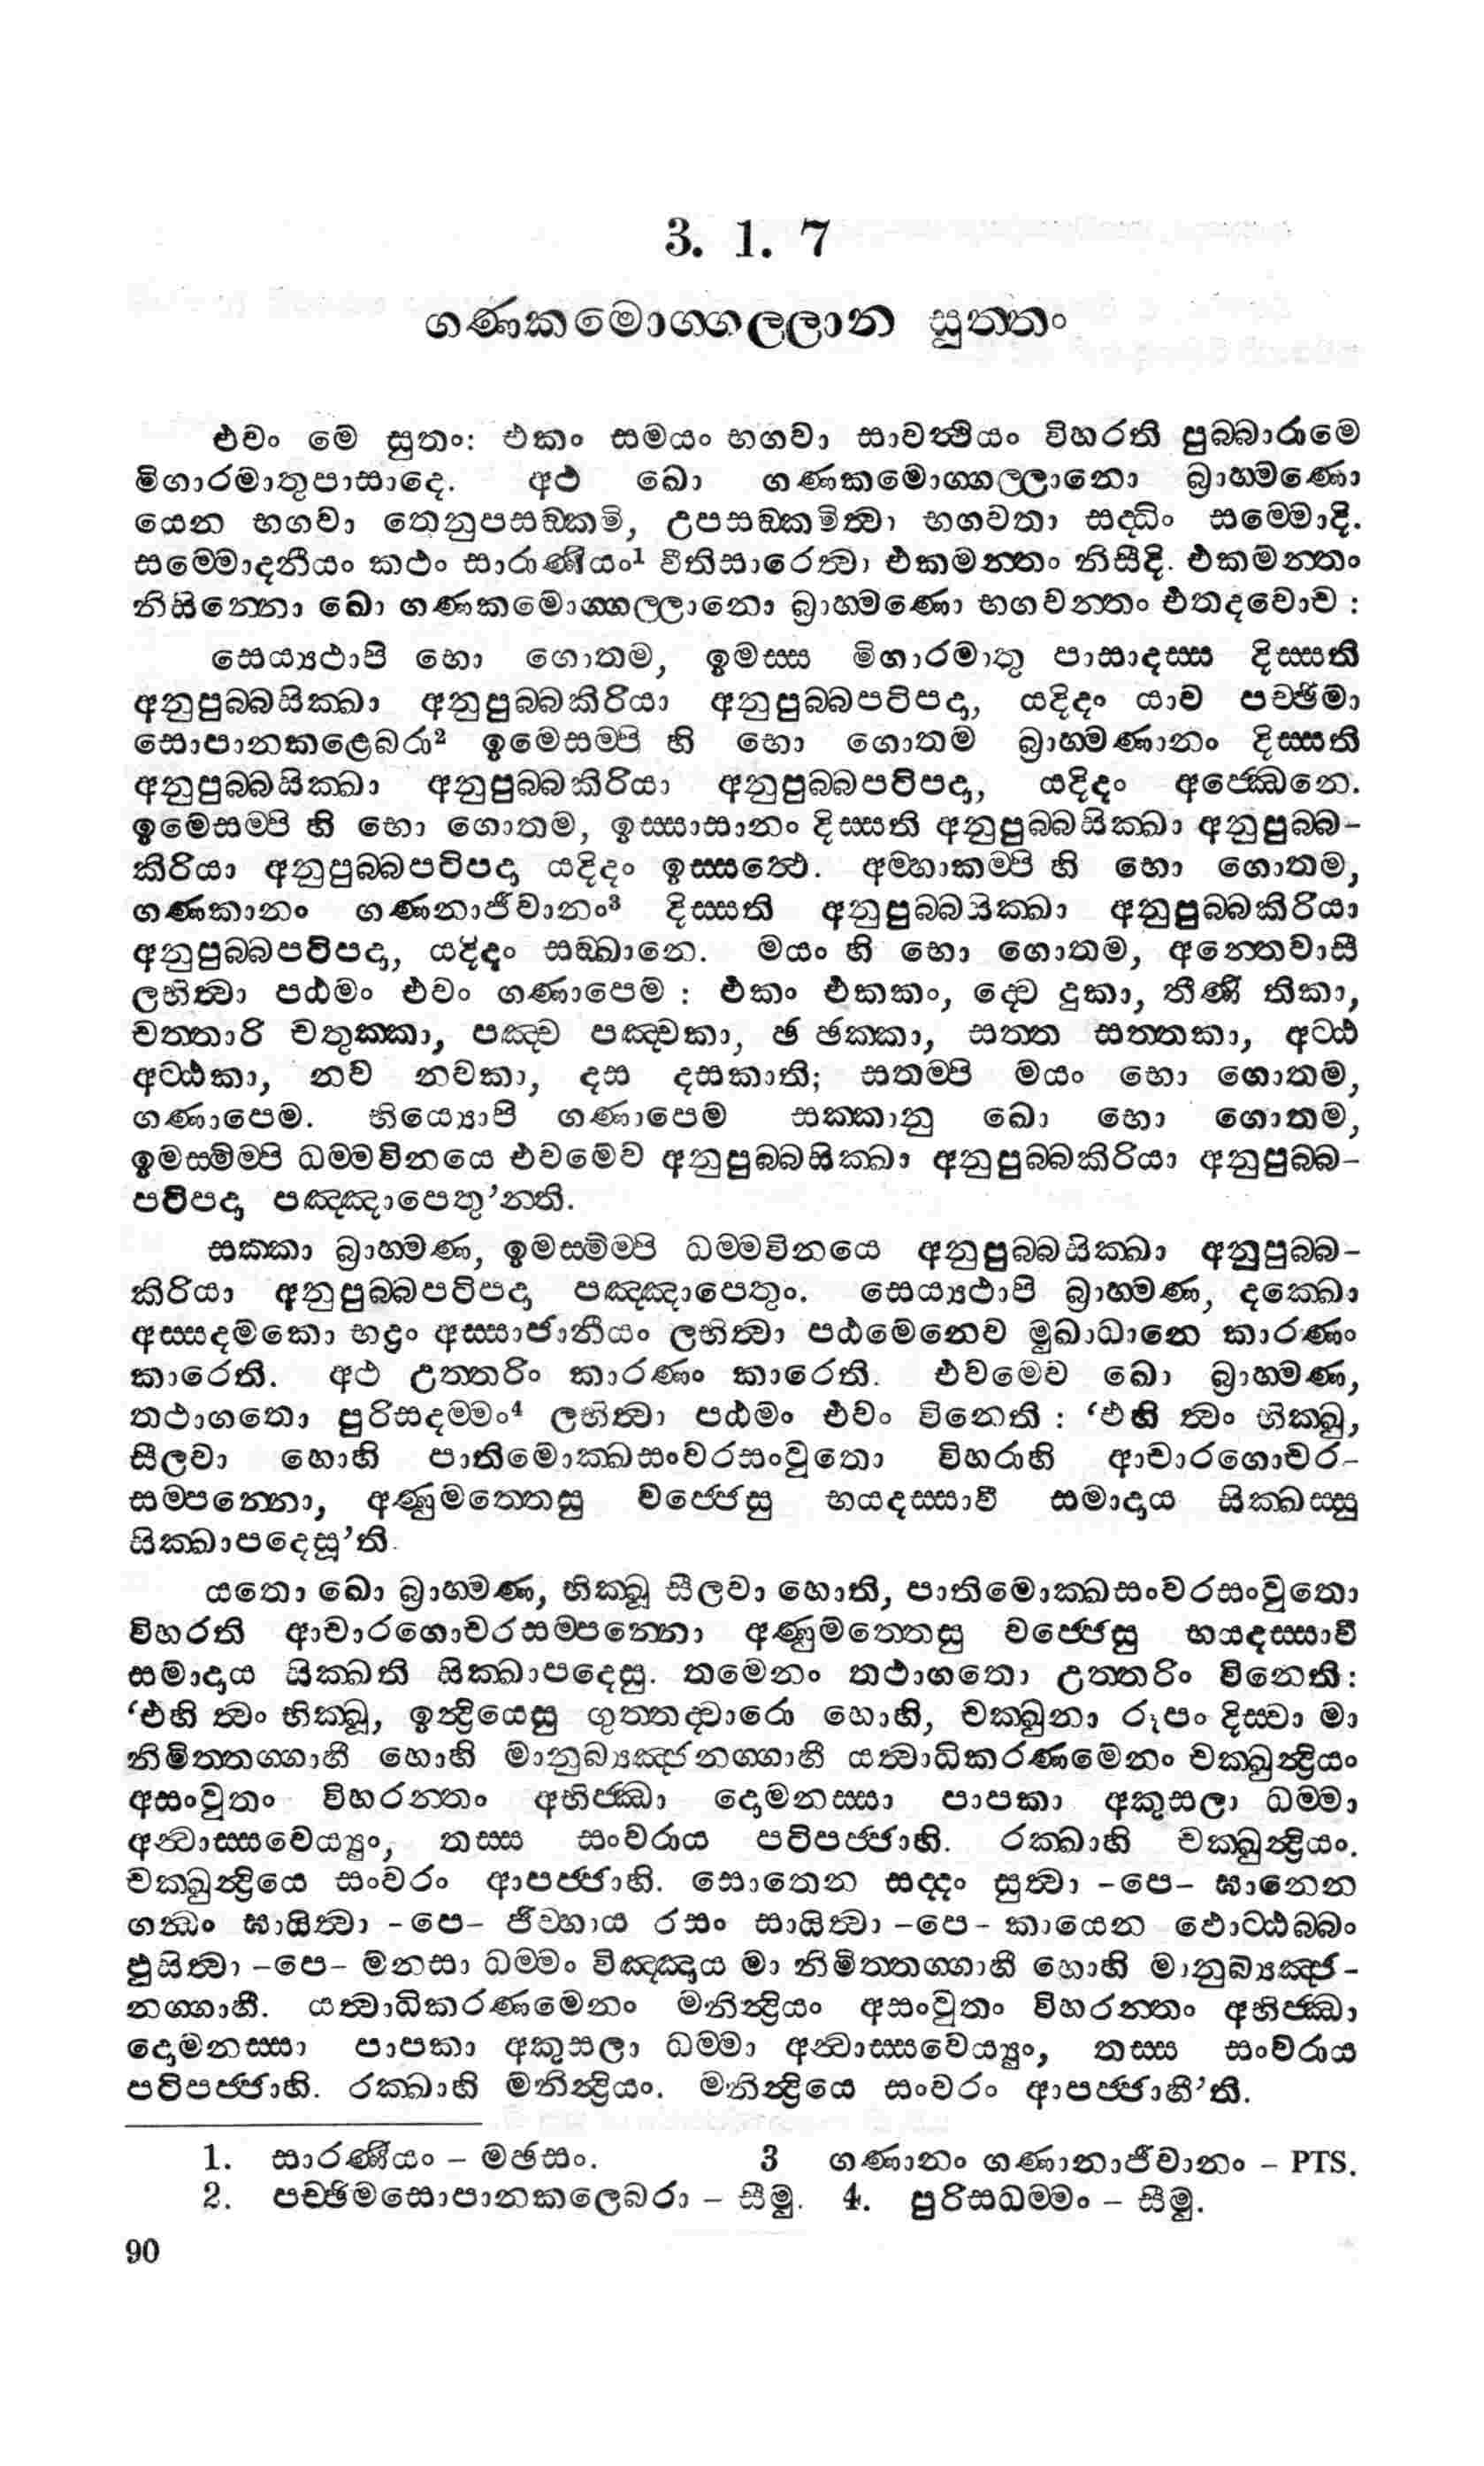 3. 1. 7
ගණකමොග්ගල්ලාන සුත්තං
එවං මෙ සුතං: එකං සමයං භගවා සාවත්ථියං විහරති පුබ්බාරාමෙ
මිගාරමාතුපාසාදෙ. අථ ඛො ගණකමොග්ගල්ලානො බ්‍රාහ්මණො
යෙන භගවා තෙනුපසඞ්කමි, උපසඞ්කමිත්වා භගවතා සද්ධිං සම්මොදි.
සම්මොදනීයං කථං සාරාණීයං¹ වීතිසාරෙත්වා එකමන්තං නිසීදි. එකමන්තං
නිසින්නො ඛො ගණකමොග්ගල්ලානො බ්‍රාහ්මණො භගවන්තං එතදවොච :
සෙය්‍යථාපි භො ගොතම, ඉමස්ස මිගාරමාතු පාසාදස්ස දිස්සති
අනුපුබ්බසික්ඛා අනුපුබ්බකිරියා අනුපුබ්බපටිපදා, යදිදං යාව පච්ඡිමා
සොපානකළෙබරා² ඉමෙසම්පි හි භො ගොතම බ්‍රාහ්මණානං දිස්සති
අනුපුබ්බසික්ඛා අනුපුබ්බකිරියා අනුපුබ්බපටිපදා, යදිදං අජ්ඣෙනෙ.
ඉමෙසම්පි හි භො ගොතම, ඉස්සාසානං දිස්සති අනුපුබ්බසික්ඛා අනුපුබ්බ-
කිරියා අනුපුබ්බපටිපදා යදිදං ඉස්සත්ථෙ. අම්හාකම්පි හි භො ගොතම,
ගණකානං ගණනාජීවානං³ දිස්සති අනුපුබ්බසික්ඛා අනුපුබ්බකිරියා
අනුපුබ්බපටිපදා, යදිදං සඞ්ඛානෙ. මයං හි භො ගොතම, අන්තෙවාසී
ලභිත්වා පඨමං එවං ගණාපෙම : එකං එකකං, ද්වෙ දුකා, තීණි තිකා,
චත්තාරි චතුක්කා, පඤ්ච පඤ්චකා, ඡ ඡක්කා, සත්ත සත්තකා, අට්ඨ
අට්ඨකා, නව නවකා, දස දසකාති; සතම්පි මයං භො ගොතම,
ගණාපෙම. භිය්‍යොපි ගණාපෙම සක්කානු ඛො භො ගොතම,
ඉමස්මිම්පි ධම්මවිනයෙ එවමේව අනුපුබ්බසික්ඛා අනුපුබ්බකිරියා අනුපුබ්බ-
පටිපදා පඤ්ඤාපෙතු'න්ති.
සක්කා බ්‍රාහ්මණ, ඉමස්මිම්පි ධම්මවිනයෙ අනුපුබ්බසික්ඛා අනුපුබ්බ-
කිරියා අනුපුබ්බපටිපදා පඤ්ඤාපෙතුං. සෙය්‍යථාපි බ්‍රාහ්මණ, දක්ඛො
අස්සදමකො භද්‍රං අස්සාජානීයං ලභිත්වා පඨමෙනෙව මුඛාධානෙ කාරණං
කාරෙති. අථ උත්තරිං කාරණං කාරෙති. එවමෙව ඛො බ්‍රාහ්මණ,
තථාගතො පුරිසදම්මං⁴ ලභිත්වා පඨමං එවං විනෙති : ‘එහි ත්වං භික්ඛු,
සීලවා හොහි පාතිමොක්ඛසංවරසංවුතො විහරාහි ආචාරගොචර-
සම්පන්නො, අණුමත්තෙසු වජ්ජෙසු භයදස්සාවී සමාදාය සික්ඛස්සු
සික්ඛාපදෙසූ'ති.
යතො ඛො බ්‍රාහ්මණ, භික්ඛූ සීලවා හොති, පාතිමොක්ඛසංවරසංවුතො
විහරති ආචාරගොචරසම්පන්නො අණුමත්තෙසු වජ්ජෙසු භයදස්සාවී
සමාදාය සික්ඛති සික්ඛාපදෙසු. තමෙනං තථාගතො උත්තරිං විනෙති:
‘එහි ත්වං භික්ඛූ, ඉන්ද්‍රියෙසු ගුත්තද්වාරො හොහි, චක්ඛුනා රූපං දිස්වා මා
නිමිත්තග්ගාහී හොහි මානුබ්‍යඤ්ජනග්ගාහී යත්වාධිකරණමෙනං චක්ඛුන්ද්‍රියං
අසංවුතං විහරන්තං අභිජ්ඣා දොමනස්සා පාපකා අකුසලා ධම්මා
අන්වාස්සවෙය්‍යුං, තස්ස සංවරාය පටිපජ්ජාහි. රක්ඛාහි චක්ඛුන්ද්‍රියං.
චක්ඛුන්ද්‍රියෙ සංවරං ආපජ්ජාහි. සොතෙන සද්දං සුත්වා -පෙ- ඝානෙන
ගන්ධං ඝායිත්වා -පෙ- ජිව්හාය රසං සායිත්වා -පෙ- කායෙන ඵොට්ඨබ්බං
ඵුසිත්වා -පෙ- මනසා ධම්මං විඤ්ඤාය මා නිමිත්තග්ගාහී හොහි මානුබ්‍යඤ්ජ-
නග්ගාහී. යත්වාධිකරණමෙනං මනින්ද්‍රියං අසංවුතං විහරන්තං අභිජ්ඣා
දොමනස්සා පාපකා අකුසලා ධම්මා අන්වාස්සවෙය්‍යුං, තස්ස සංවරාය
පටිපජ්ජාහි. රක්ඛාහි මනින්ද්‍රියං. මනින්ද්‍රියෙ සංවරං ආපජ්ජාහී'ති.
1. සාරණීයං – මඡසං. 3 ගණානං ගණානාජීවානං – PTS.
2. පච්ඡිමසොපානකලෙබරා – සීමු. 4. පුරිසධම්මං – සීමු.
90